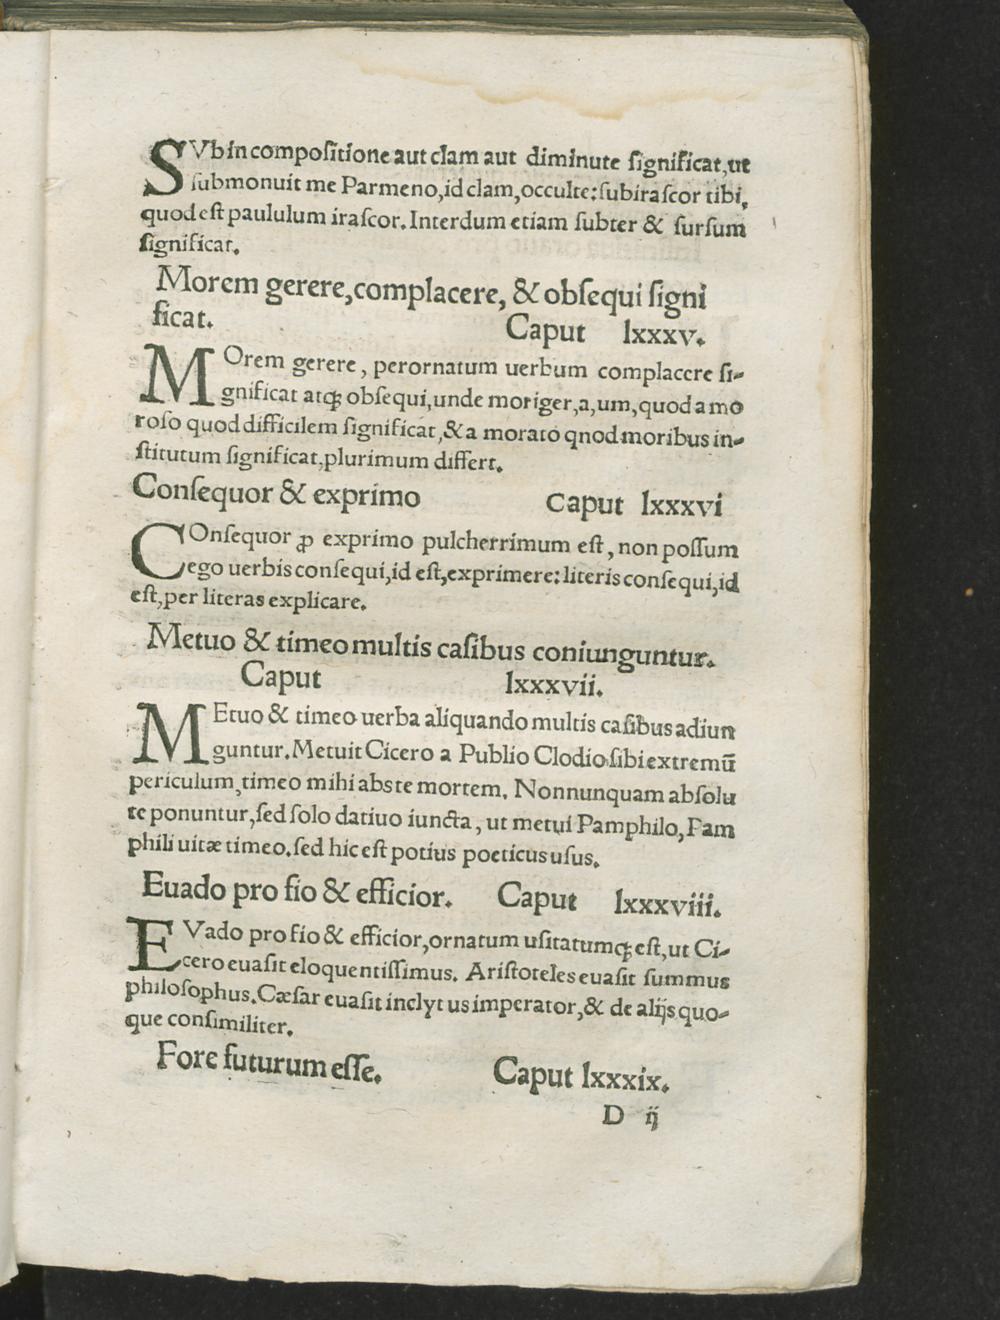 SVb in compositione aut clam aut diminute significat, ut
submonuit me Parmeno, id clam, occulte: subirascor tibi,
quod est paululum irascor. Interdum etiam subter & sursum
significat.
Morem gerere, complacere, & obsequi signi
ficat. Caput lxxxv.
MOrem gerere, perornatum uerbum complacere si-
gnificat atqꝫ obsequi, unde moriger, a, um, quod a mo
roso quod difficilem significat, & a morato qnod moribus in-
stitutum significat, plurimum differt.
Consequor & exprimo Caput lxxxvi
COnsequor ꝓ exprimo pulcherrimum est, non possum
ego uerbis consequi, id est, exprimere: literis consequi, id
est, per literas explicare.
Metuo & timeo multis casibus coniunguntur.
Caput lxxxvii.
MEtuo & timeo uerba aliquando multis casibus adiun
guntur. Metuit Cicero a Publio Clodio sibi extremū
periculum, timeo mihi abs te mortem. Nonnunquam absolu
te ponuntur, sed solo datiuo iuncta, ut metui Pamphilo, Pam
phili uitæ timeo. sed hic est potius poeticus usus.
Euado pro fio & efficior. Caput lxxxviii.
EVado pro fio & efficior, ornatum usitatumqꝫ est, ut Ci-
cero euasit eloquentissimus. Aristoteles euasit summus
philosophus. Cæsar euasit inclytus imperator, & de alijs quo-
que consimiliter.
Fore futurum esse. Caput lxxxix.
D ij